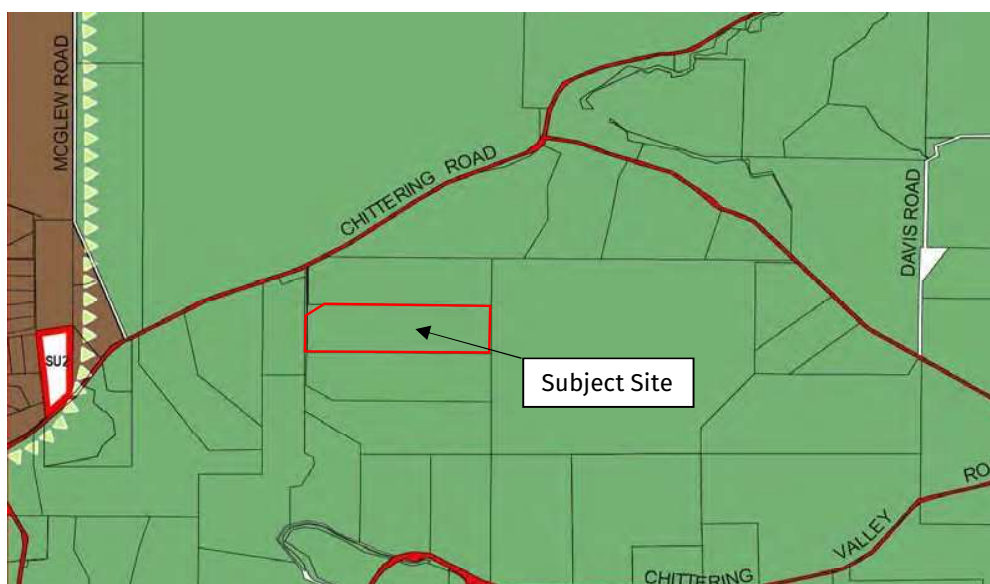 MCGLEW ROAD
CHITTERING ROAD
DAVIS ROAD
SU2
Subject Site
CHITTERING
VALLEY
RO